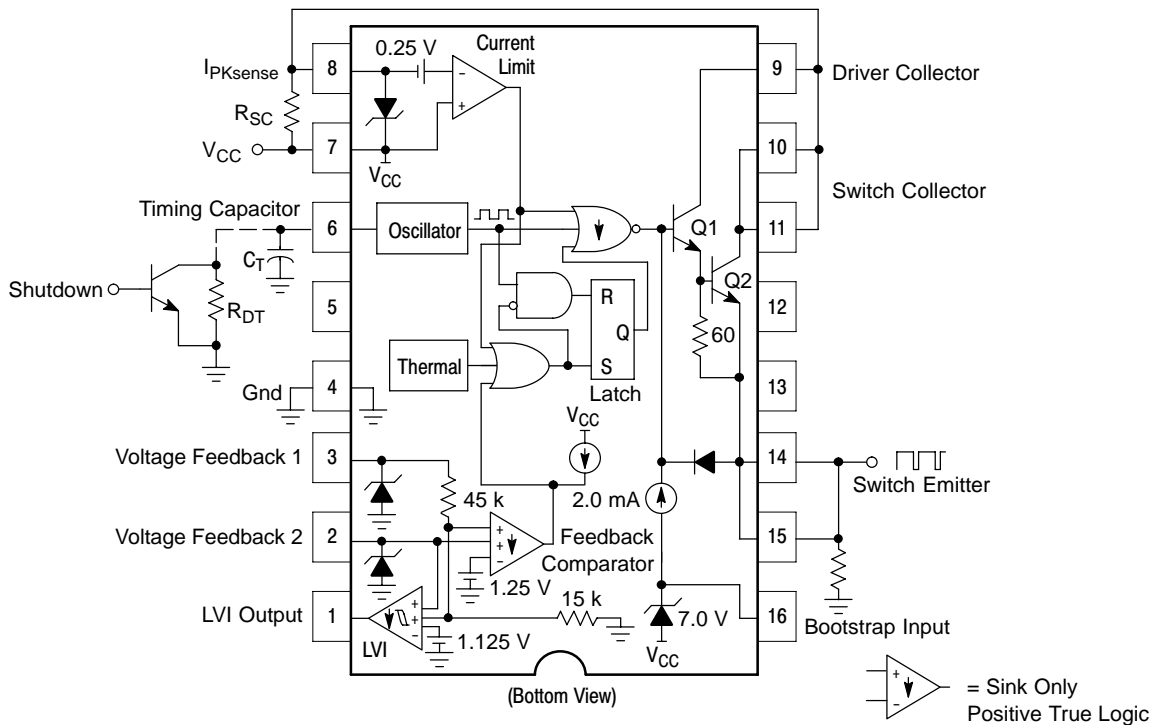 0.25 V
Current
Limit
IPKsense
8
-
+
9
Driver Collector
RSC
VCC
7
VCC
10
Timing Capacitor
6
Oscillator
Switch Collector
Q1
11
CT
Shutdown
RDT
5
R
Q
S
Latch
Q2
60
12
Thermal
Gnd
4
13
VCC
Voltage Feedback 1
3
45 k
2.0 mA
14
Switch Emitter
Voltage Feedback 2
2
+
+
-
Feedback
Comparator
1.25 V
15
LVI Output
1
LVI
+
+
-
1.125 V
15 k
7.0 V
VCC
16
Bootstrap Input
(Bottom View)
+
-
= Sink Only
Positive True Logic